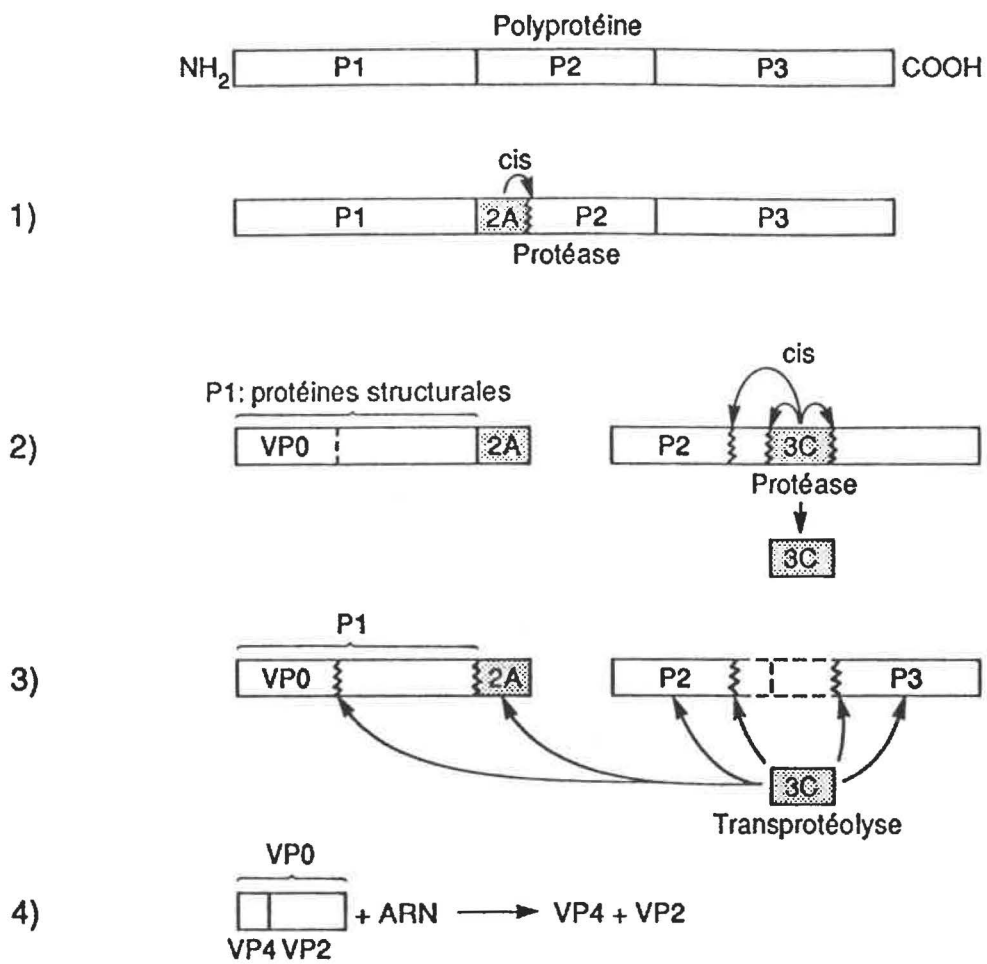 Polyprotéine
NH2 P1 P2 P3 COOH
cis
1) P1 2A P2 P3
Protéase
cis
P1: protéines structurales
2) VP0 2A P2 3C
Protéase
3C
P1
3) VP0 2A P2 P3
3C
Transprotéolyse
VP0
4) + ARN VP4 + VP2
VP4 VP2